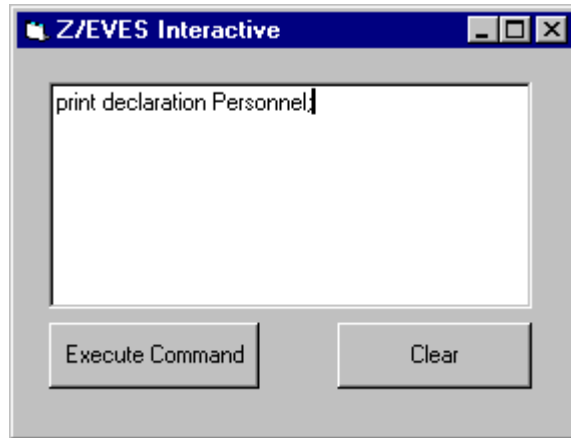 Z/EVES Interactive
print declaration Personnel;
Execute Command
Clear